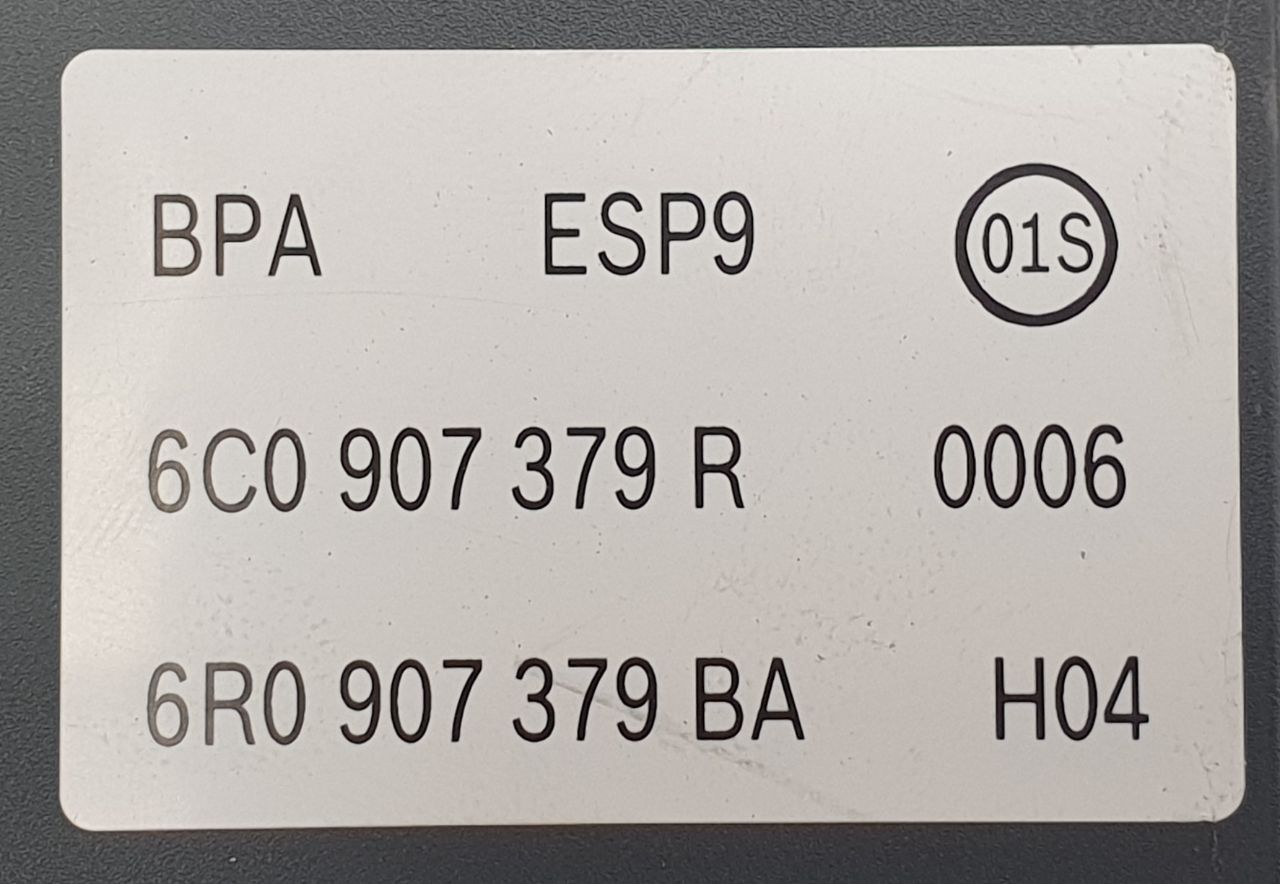 BPA ESP9 01S
6C0 907 379 R 0006
6R0 907 379 BA H04